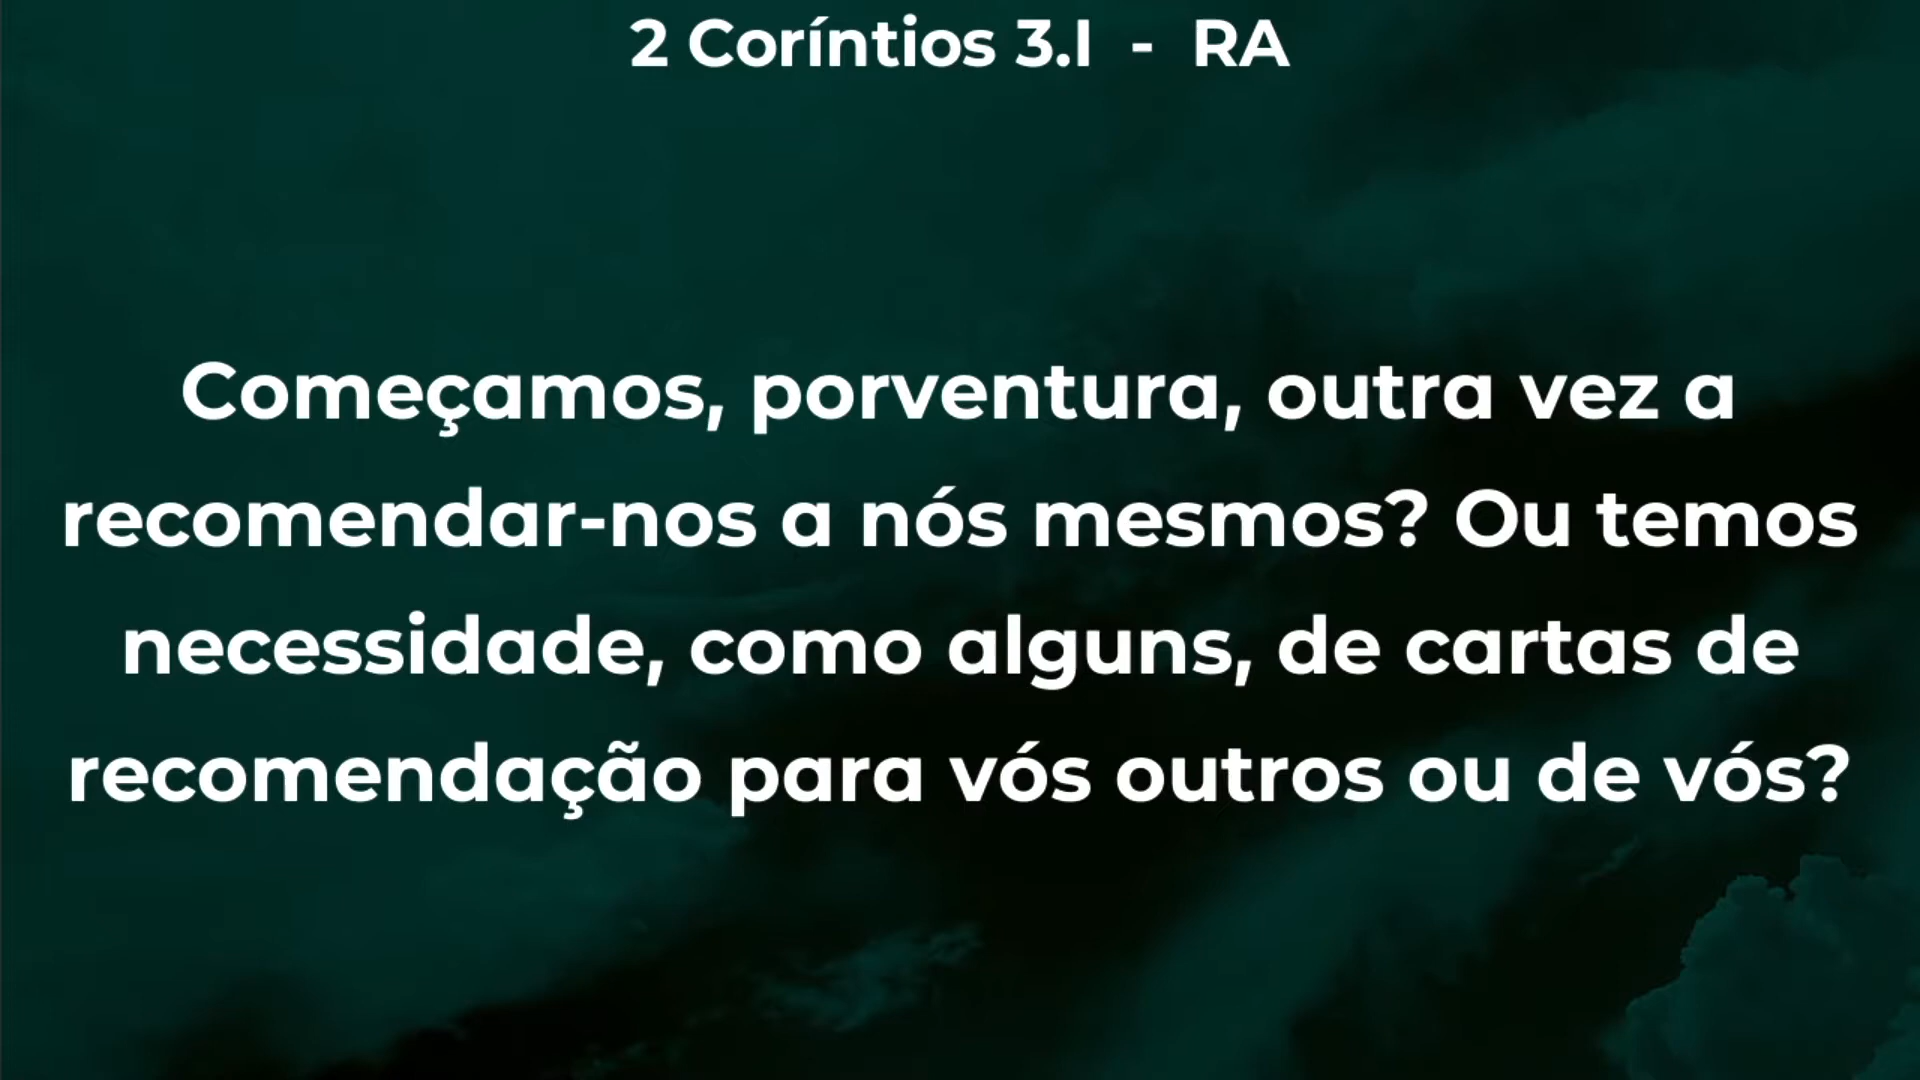 2 Coríntios 3.1 - RA
Começamos, porventura, outra vez a
recomendar-nos a nós mesmos? Ou temos
necessidade, como alguns, de cartas de
recomendação para vós outros ou de vós?